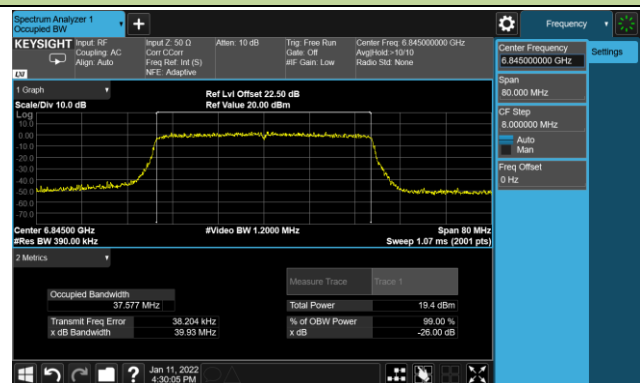 Spectrum Analyzer 1
Occupied BW
Frequency
KEYSIGHT
Input: RF
Coupling: AC
Align: Auto
Input Z: 50 Ω
Corr CCorr
Freq Ref: Int (S)
NFE: Adaptive
Atten: 10 dB
Trig: Free Run
Gate: Off
#IF Gain: Low
Center Freq: 6.845000000 GHz
Avg|Hold:>10/10
Radio Std: None
LXI
Center Frequency
6.845000000 GHz
Settings
Span
80.000 MHz
CF Step
8.000000 MHz
Auto
Man
Freq Offset
0 Hz
1 Graph
Scale/Div 10.0 dB
Ref Lvl Offset 22.50 dB
Ref Value 20.00 dBm
Log
10.0
0.00
-10.0
-20.0
-30.0
-40.0
-50.0
-60.0
-70.0
Center 6.84500 GHz
#Res BW 390.00 kHz
#Video BW 1.2000 MHz
Span 80 MHz
Sweep 1.07 ms (2001 pts)
2 Metrics
Measure Trace
Trace 1
Occupied Bandwidth
37.577 MHz
Total Power
19.4 dBm
Transmit Freq Error
38.204 kHz
% of OBW Power
99.00 %
x dB Bandwidth
39.93 MHz
x dB
-26.00 dB
?
Jan 11, 2022
4:30:05 PM